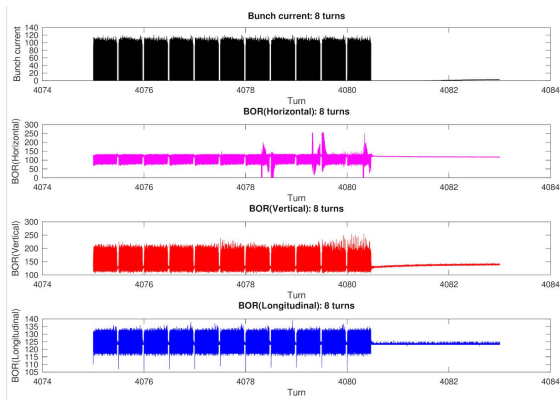 Bunch current: 8 turns
Bunch current
140
120
100
80
60
40
20
0
4074 4076 4078 4080 4082 4084
Turn
BOR(Horizontal): 8 turns
BOR(Horizontal)
300
250
200
150
100
50
0
4074 4076 4078 4080 4082 4084
Turn
BOR(Vertical): 8 turns
BOR(Vertical)
300
250
200
150
100
4074 4076 4078 4080 4082 4084
Turn
BOR(Longitudinal): 8 turns
BOR(Longitudinal)
140
135
130
125
120
115
110
105
4074 4076 4078 4080 4082 4084
Turn